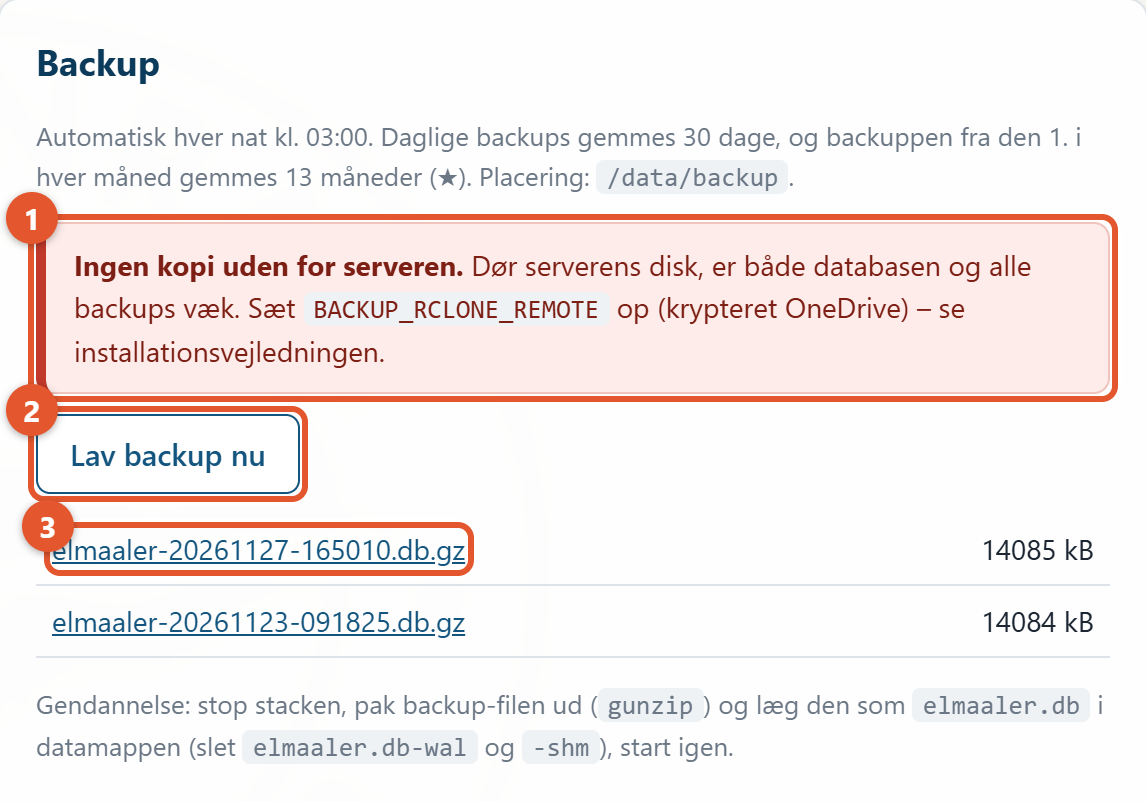 Backup
Automatisk hver nat kl. 03:00. Daglige backups gemmes 30 dage, og backuppen fra den 1. i
hver måned gemmes 13 måneder (★). Placering: /data/backup.
1
Ingen kopi uden for serveren. Dør serverens disk, er både databasen og alle
backups væk. Sæt BACKUP_RCLONE_REMOTE op (krypteret OneDrive) – se
installationsvejledningen.
2
Lav backup nu
3
elmaaler-20261127-165010.db.gz 14085 kB
elmaaler-20261123-091825.db.gz 14084 kB
Gendannelse: stop stacken, pak backup-filen ud (gunzip) og læg den som elmaaler.db i
datamappen (slet elmaaler.db-wal og -shm), start igen.